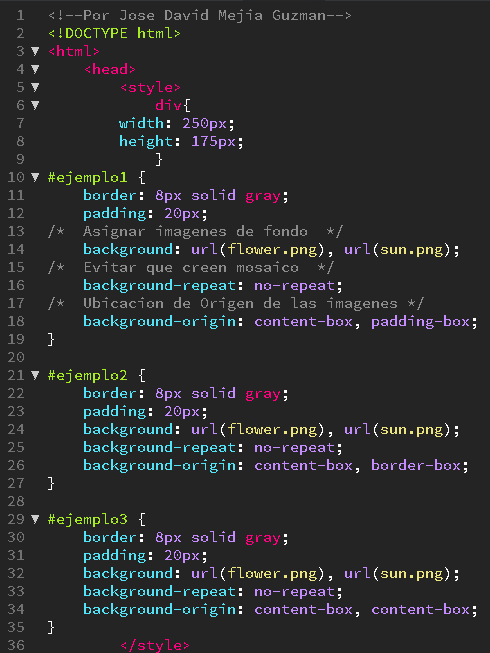 1 <!--Por Jose David Mejia Guzman-->
2 <!DOCTYPE html>
3 <html>
4 <head>
5 <style>
6 div{
7 width: 250px;
8 height: 175px;
9 }
10 #ejemplo1 {
11 border: 8px solid gray;
12 padding: 20px;
13 /*  Asignar imagenes de fondo  */
14 background: url(flower.png), url(sun.png);
15 /*  Evitar que creen mosaico  */
16 background-repeat: no-repeat;
17 /*  Ubicacion de Origen de las imagenes */
18 background-origin: content-box, padding-box;
19 }
20
21 #ejemplo2 {
22 border: 8px solid gray;
23 padding: 20px;
24 background: url(flower.png), url(sun.png);
25 background-repeat: no-repeat;
26 background-origin: content-box, border-box;
27 }
28
29 #ejemplo3 {
30 border: 8px solid gray;
31 padding: 20px;
32 background: url(flower.png), url(sun.png);
33 background-repeat: no-repeat;
34 background-origin: content-box, content-box;
35 }
36 </style>